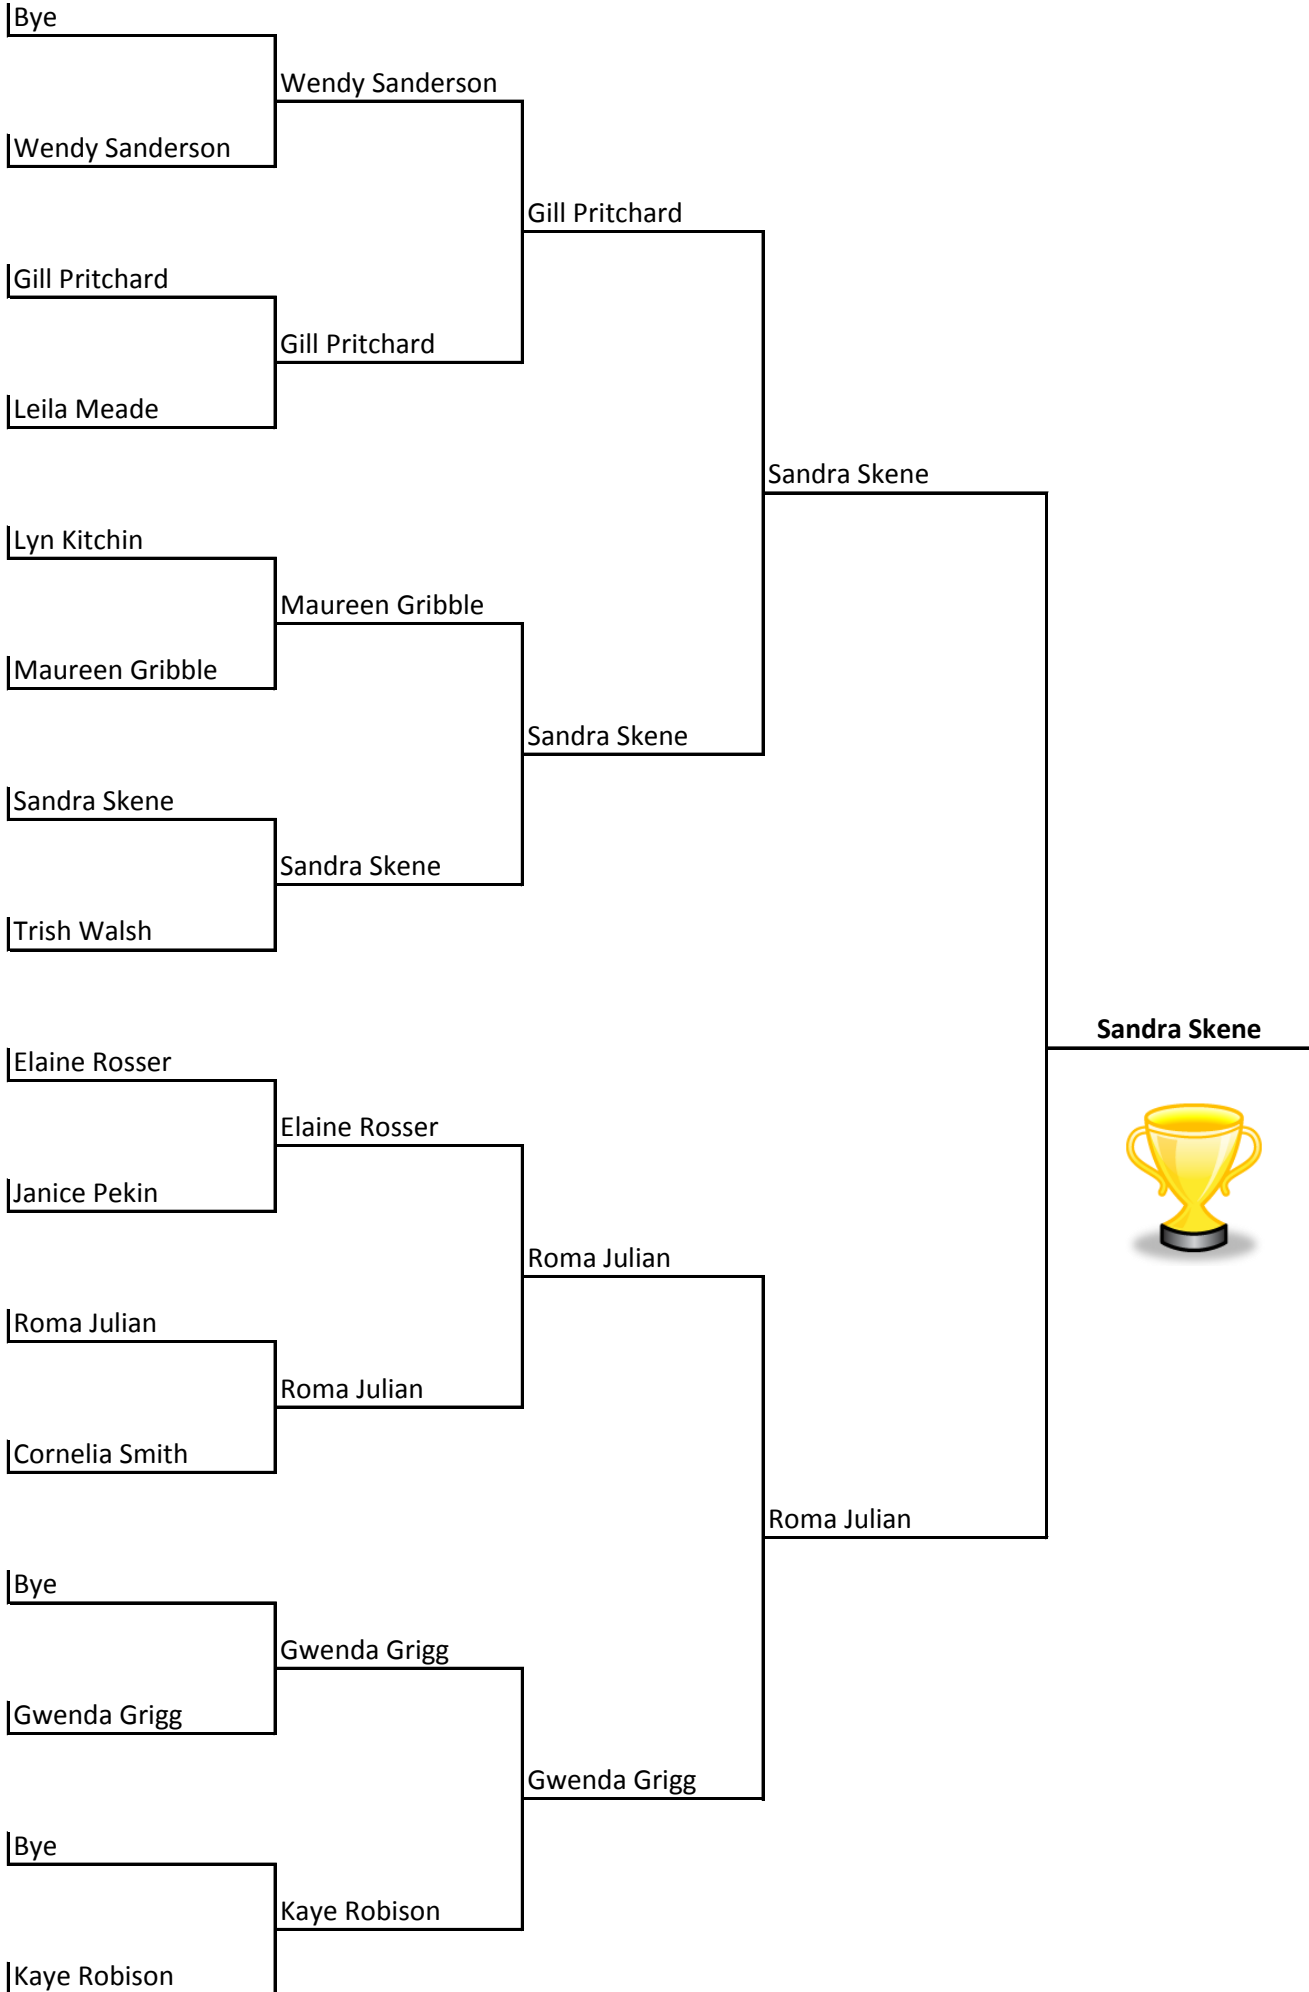 Bye
Wendy Sanderson
Wendy Sanderson
Gill Pritchard
Gill Pritchard
Gill Pritchard
Leila Meade
Sandra Skene
Lyn Kitchin
Maureen Gribble
Maureen Gribble
Sandra Skene
Sandra Skene
Sandra Skene
Trish Walsh
Sandra Skene
Elaine Rosser
Elaine Rosser
Janice Pekin
Roma Julian
Roma Julian
Roma Julian
Cornelia Smith
Roma Julian
Bye
Gwenda Grigg
Gwenda Grigg
Gwenda Grigg
Bye
Kaye Robison
Kaye Robison